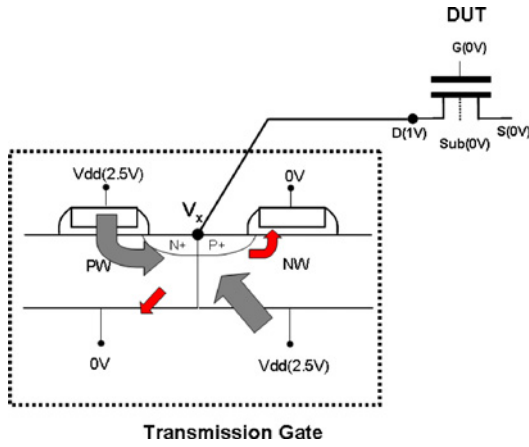 DUT
G(0V)
D(1V)
S(0V)
Sub(0V)
Vdd(2.5V)
Vx
0V
N+
P+
PW
NW
0V
Vdd(2.5V)
Transmission Gate